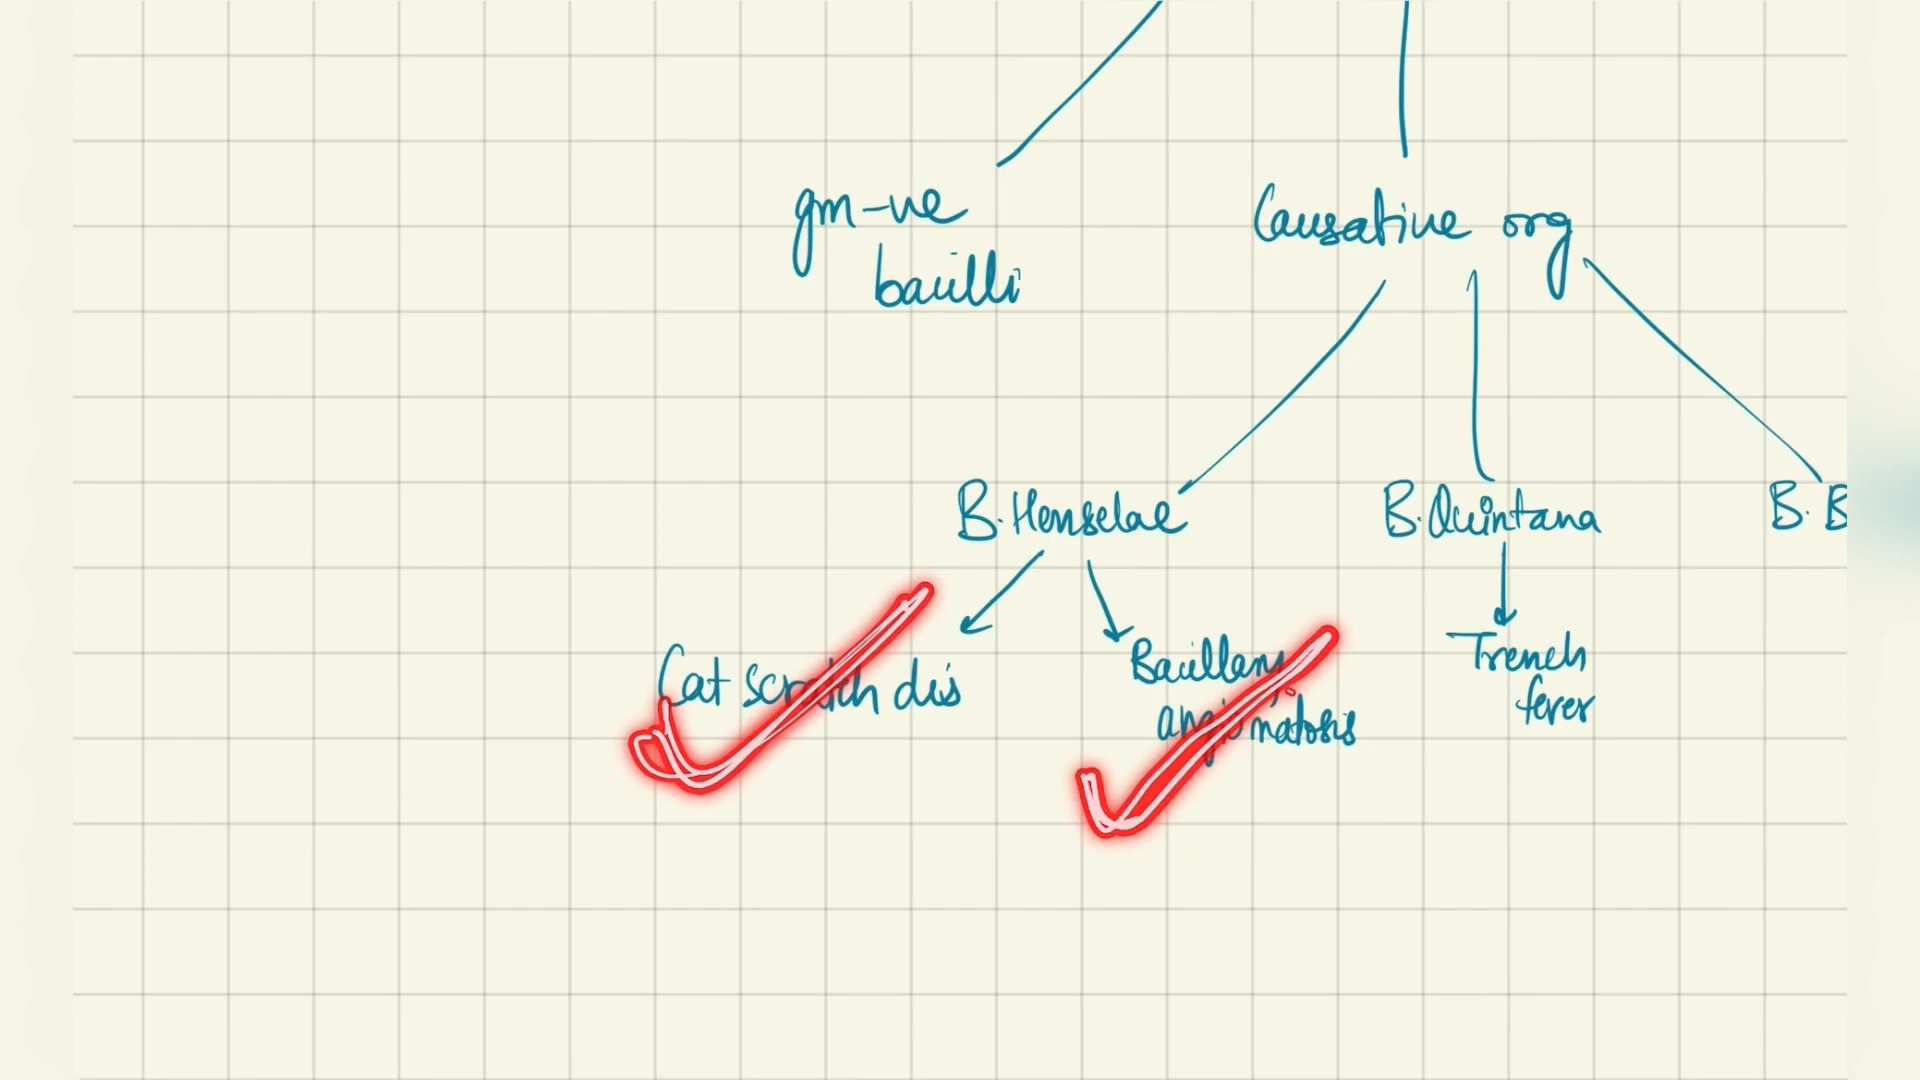 gm-ve
bacilli
Causative org
B.Henselae
B.Quintana
B. B
Cat scratch dis
Bacillary
angiomatosis
Trench
fever